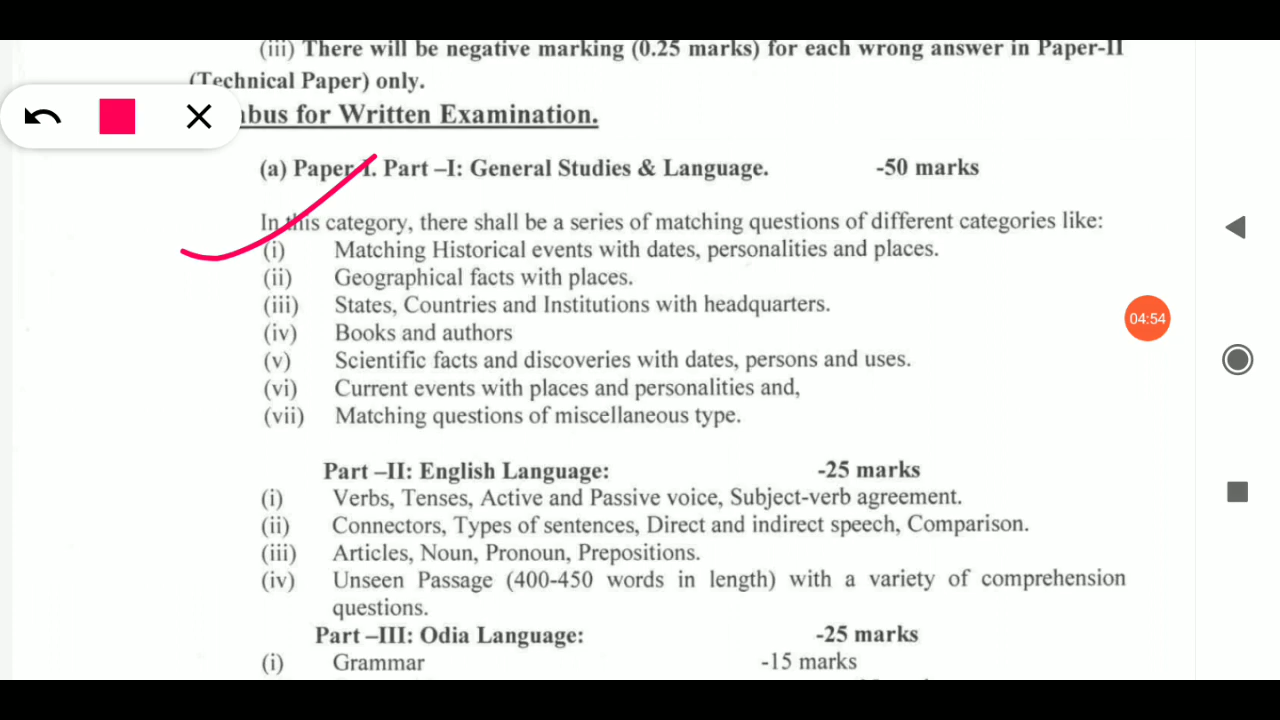 (iii) There will be negative marking (0.25 marks) for each wrong answer in Paper-II
(Technical Paper) only.
for Written Examination.
(a) Paper-I. Part –I: General Studies & Language. -50 marks
In this category, there shall be a series of matching questions of different categories like:
(i) Matching Historical events with dates, personalities and places.
(ii) Geographical facts with places.
(iii) States, Countries and Institutions with headquarters.
04:54
(iv) Books and authors
(v) Scientific facts and discoveries with dates, persons and uses.
(vi) Current events with places and personalities and,
(vii) Matching questions of miscellaneous type.
Part –II: English Language: -25 marks
(i) Verbs, Tenses, Active and Passive voice, Subject-verb agreement.
(ii) Connectors, Types of sentences, Direct and indirect speech, Comparison.
(iii) Articles, Noun, Pronoun, Prepositions.
(iv) Unseen Passage (400-450 words in length) with a variety of comprehension
questions.
Part –III: Odia Language: -25 marks
(i) Grammar -15 marks